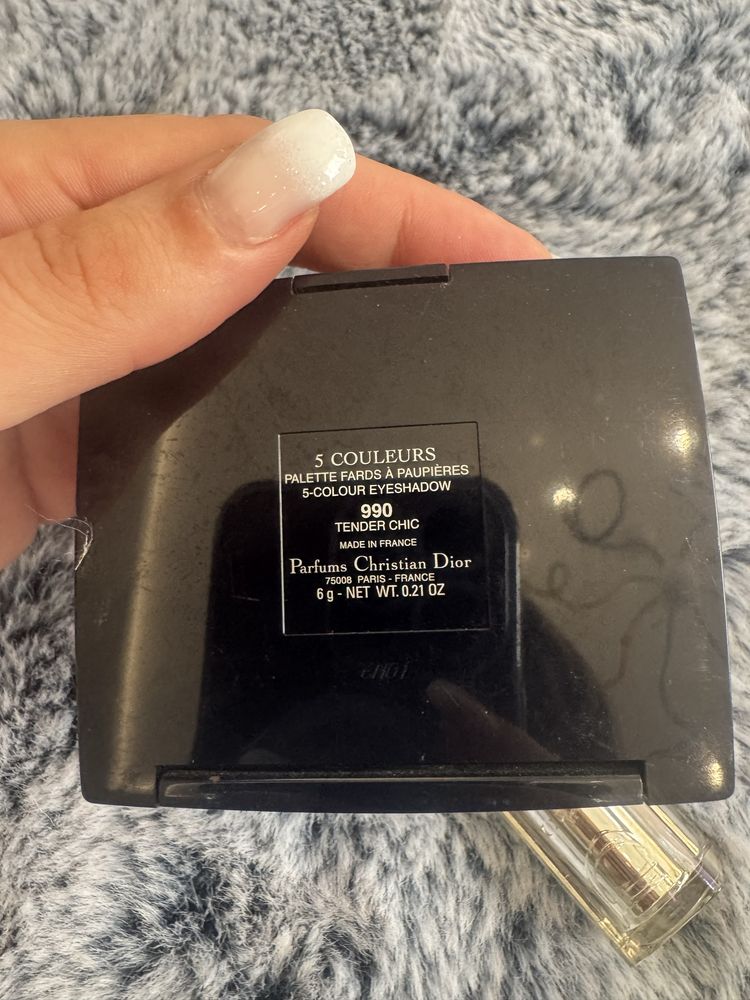 5 COULEURS
PALETTE FARDS À PAUPIÈRES
5-COLOUR EYESHADOW
990
TENDER CHIC
MADE IN FRANCE
Parfums Christian Dior
75008 PARIS - FRANCE
6 g - NET WT. 0.21 OZ